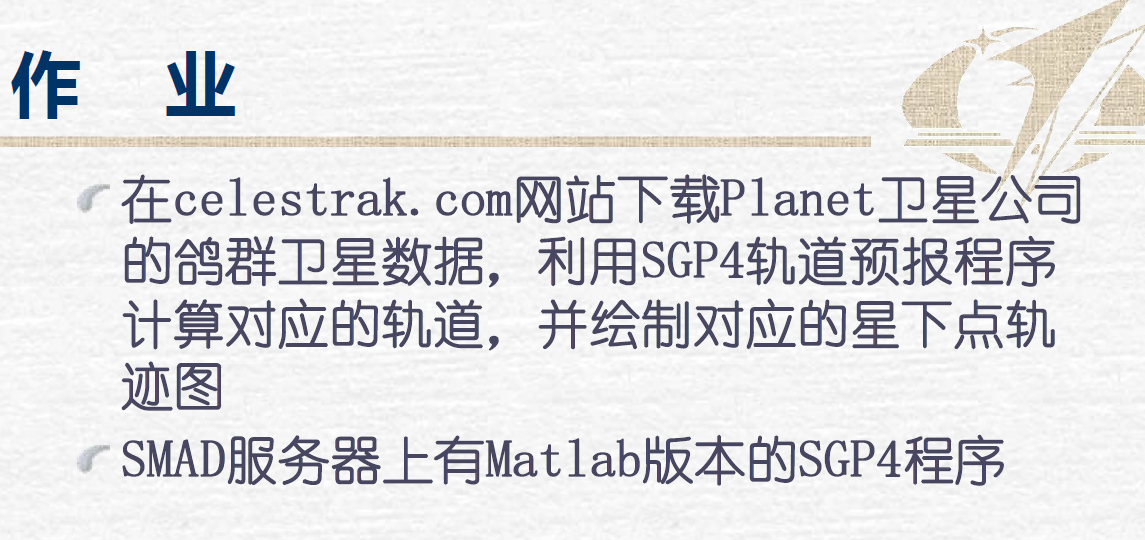 作 业
在celestrak.com网站下载Planet卫星公司
的鸽群卫星数据，利用SGP4轨道预报程序
计算对应的轨道，并绘制对应的星下点轨
迹图
SMAD服务器上有Matlab版本的SGP4程序